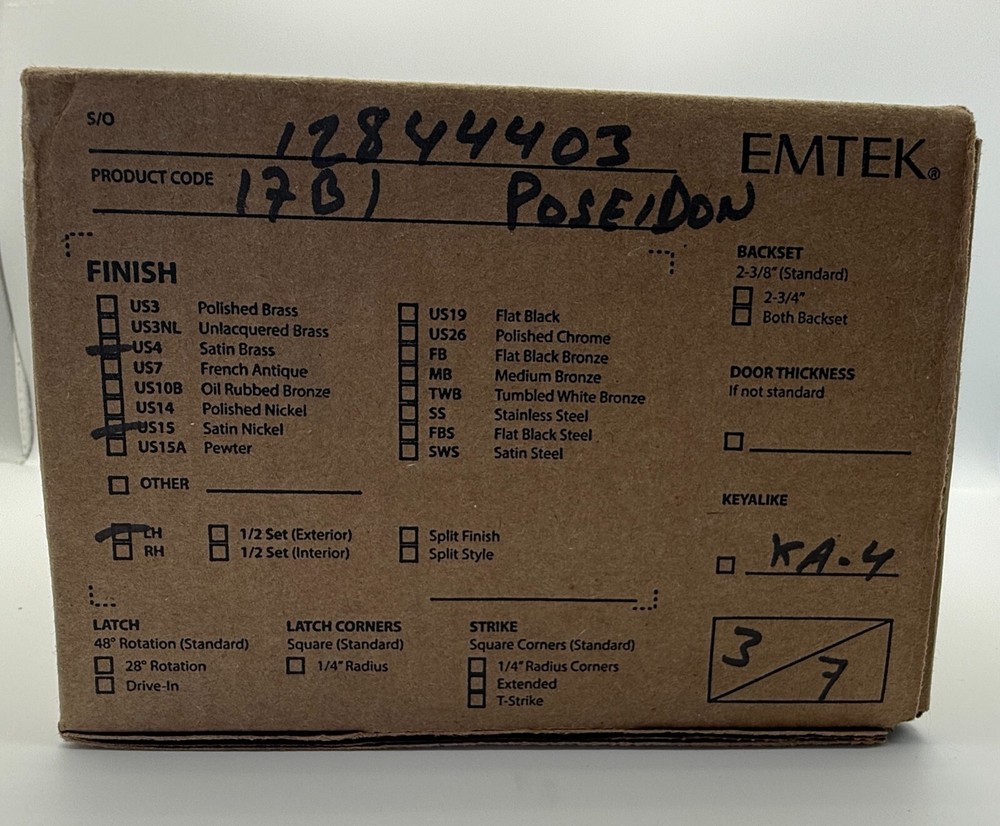 S/O 12844403
EMTEK®
PRODUCT CODE 17B1 POSEIDON
FINISH
US3 Polished Brass
US3NL Unlacquered Brass
US4 Satin Brass
US7 French Antique
US10B Oil Rubbed Bronze
US14 Polished Nickel
US15 Satin Nickel
US15A Pewter
US19 Flat Black
US26 Polished Chrome
FB Flat Black Bronze
MB Medium Bronze
TWB Tumbled White Bronze
SS Stainless Steel
FBS Flat Black Steel
SWS Satin Steel
OTHER
LH
RH
1/2 Set (Exterior)
1/2 Set (Interior)
Split Finish
Split Style
BACKSET
2-3/8" (Standard)
2-3/4"
Both Backset
DOOR THICKNESS
If not standard
KEYALIKE
KA-4
LATCH
48° Rotation (Standard)
28° Rotation
Drive-In
LATCH CORNERS
Square (Standard)
1/4" Radius
STRIKE
Square Corners (Standard)
1/4" Radius Corners
Extended
T-Strike
3/7